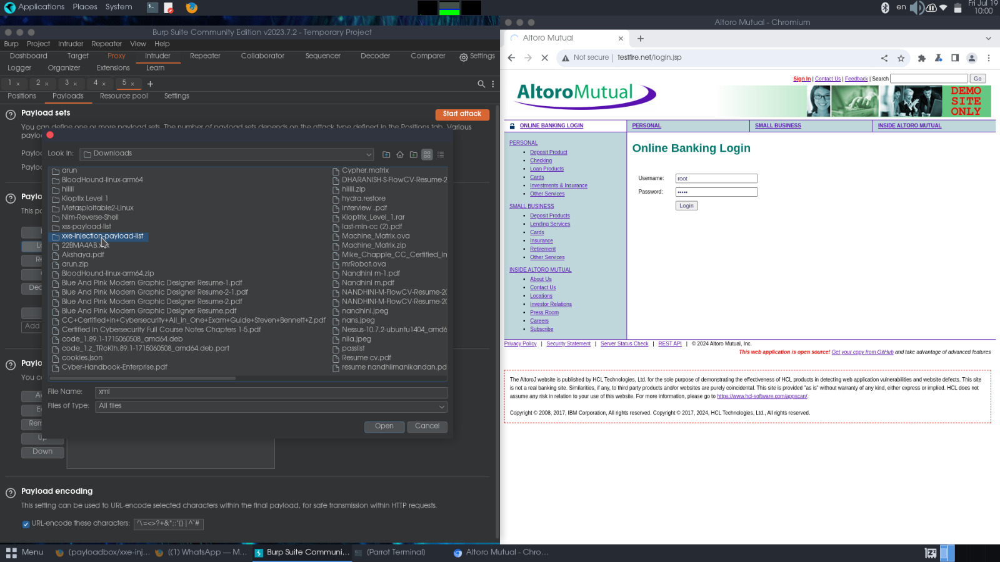 Applications Places System
en
Fri Jul 19
10:00
Burp Suite Community Edition v2023.7.2 - Temporary Project
Burp Project Intruder Repeater View Help
Dashboard Target Proxy Intruder Repeater Collaborator Sequencer Decoder Comparer Settings
Logger Organizer Extensions Learn
1 × 2 × 3 × 4 × 5 × +
Positions Payloads Resource pool Settings
Payload sets
Start attack
You can define one or more payload sets. The number of payload sets depends on the attack type defined in the Positions tab. Various
Look In: Downloads
arun
BloodHound-linux-arm64
hiiiii
Kioptix Level 1
Metasploitable2-Linux
Nim-Reverse-Shell
xss-payload-list
xxe-injection-payload-list
Akshaya.pdf
arun.zip
BloodHound-linux-arm64.zip
Blue And Pink Modern Graphic Designer Resume-1.pdf
Blue And Pink Modern Graphic Designer Resume-2-1.pdf
Blue And Pink Modern Graphic Designer Resume-2.pdf
Blue And Pink Modern Graphic Designer Resume.pdf
CC+Certified+in+Cybersecurity+All_in_One+Exam+Guide+Steven+Bennett+Z.pdf
Certified in Cybersecurity Full Course Notes Chapters 1-5.pdf
code_1.89.1-1715060508_amd64.deb
code_1.z_TRoKIh.89.1-1715060508_amd64.deb.part
cookies.json
Cyber-Handbook-Enterprise.pdf
Cypher.matrix
DHARANISH-S-FlowCV-Resume-2
hiiiii.zip
hydra.restore
interview .pdf
Kioptrix_Level_1.rar
last-min-cc (2).pdf
Machine_Matrix.ova
Machine_Matrix.zip
Mike_Chapple_CC_Certified_in
mrRobot.ova
Nandhini m-1.pdf
Nandhini m.pdf
NANDHINI-M-FlowCV-Resume-20
NANDHINI-M-FlowCV-Resume-20
nandhini.jpeg
nans.jpeg
Nessus-10.7.2-ubuntu1404_amd6
nila.jpeg
passlist
Resume cv.pdf
resume nandhiimanikandan.pd
File Name: xml
Files of Type: All files
Open Cancel
Up
Down
Payload encoding
This setting can be used to URL-encode selected characters within the final payload, for safe transmission within HTTP requests.
URL-encode these characters:
Altoro Mutual - Chromium
Altoro Mutual × +
Not secure | testfire.net/login.jsp
Sign In | Contact Us | Feedback | Search Go
AltoroMutual
DEMO
SITE
ONLY
ONLINE BANKING LOGIN PERSONAL SMALL BUSINESS INSIDE ALTORO MUTUAL
PERSONAL
Deposit Product
Checking
Loan Products
Cards
Investments & Insurance
Other Services
SMALL BUSINESS
Deposit Products
Lending Services
Cards
Insurance
Retirement
Other Services
INSIDE ALTORO MUTUAL
About Us
Contact Us
Locations
Investor Relations
Press Room
Careers
Subscribe
Online Banking Login
Username: root
Password: •••••
Login
Privacy Policy | Security Statement | Server Status Check | REST API | © 2024 Altoro Mutual, Inc.
This web application is open source! Get your copy from GitHub and take advantage of advanced features
The AltoroJ website is published by HCL Technologies, Ltd. for the sole purpose of demonstrating the effectiveness of HCL products in detecting web application vulnerabilities and website defects. This site
is not a real banking site. Similarities, if any, to third party products and/or websites are purely coincidental. This site is provided "as is" without warranty of any kind, either express or implied. HCL does not
assume any risk in relation to your use of this website. For more information, please go to https://www.hcl-software.com/appscan/.
Copyright © 2008, 2017, IBM Corporation, All rights reserved. Copyright © 2017, 2024, HCL Technologies, Ltd., All rights reserved.
Menu [payloadbox/xxe-inj... [(1) WhatsApp — M... Burp Suite Communi... [Parrot Terminal] Altoro Mutual - Chro...